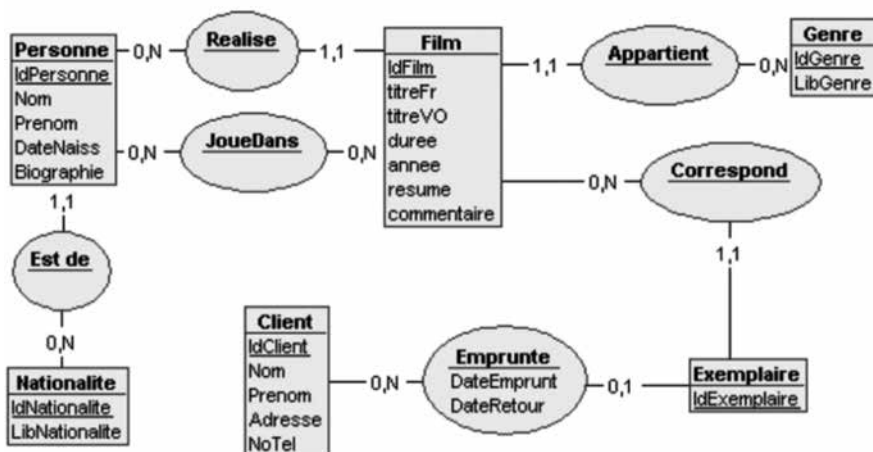 Personne
IdPersonne
Nom
Prenom
DateNaiss
Biographie
0,N
Realise
1,1
0,N
JoueDans
0,N
Film
IdFilm
titreFr
titreVO
duree
annee
resume
commentaire
1,1
Appartient
0,N
Genre
IdGenre
LibGenre
0,N
Correspond
1,1
1,1
Est de
0,N
Nationalite
IdNationalite
LibNationalite
Client
IdClient
Nom
Prenom
Adresse
NoTel
0,N
Emprunte
DateEmprunt
DateRetour
0,1
Exemplaire
IdExemplaire